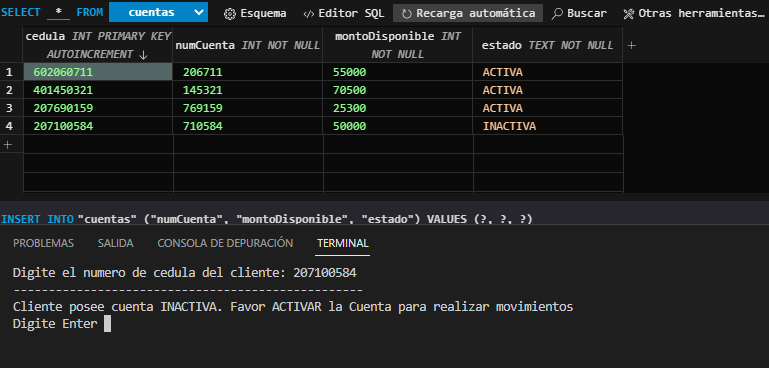 SELECT * FROM cuentas Esquema </> Editor SQL Recarga automática Buscar Otras herramientas...
cedula INT PRIMARY KEY AUTOINCREMENT ↓ numCuenta INT NOT NULL montoDisponible INT NOT NULL estado TEXT NOT NULL +
1 602060711 206711 55000 ACTIVA
2 401450321 145321 70500 ACTIVA
3 207690159 769159 25300 ACTIVA
4 207100584 710584 50000 INACTIVA
+
INSERT INTO "cuentas" ("numCuenta", "montoDisponible", "estado") VALUES (?, ?, ?)
PROBLEMAS SALIDA CONSOLA DE DEPURACIÓN TERMINAL
Digite el numero de cedula del cliente: 207100584
--------------------------------------------------
Cliente posee cuenta INACTIVA. Favor ACTIVAR la Cuenta para realizar movimientos
Digite Enter